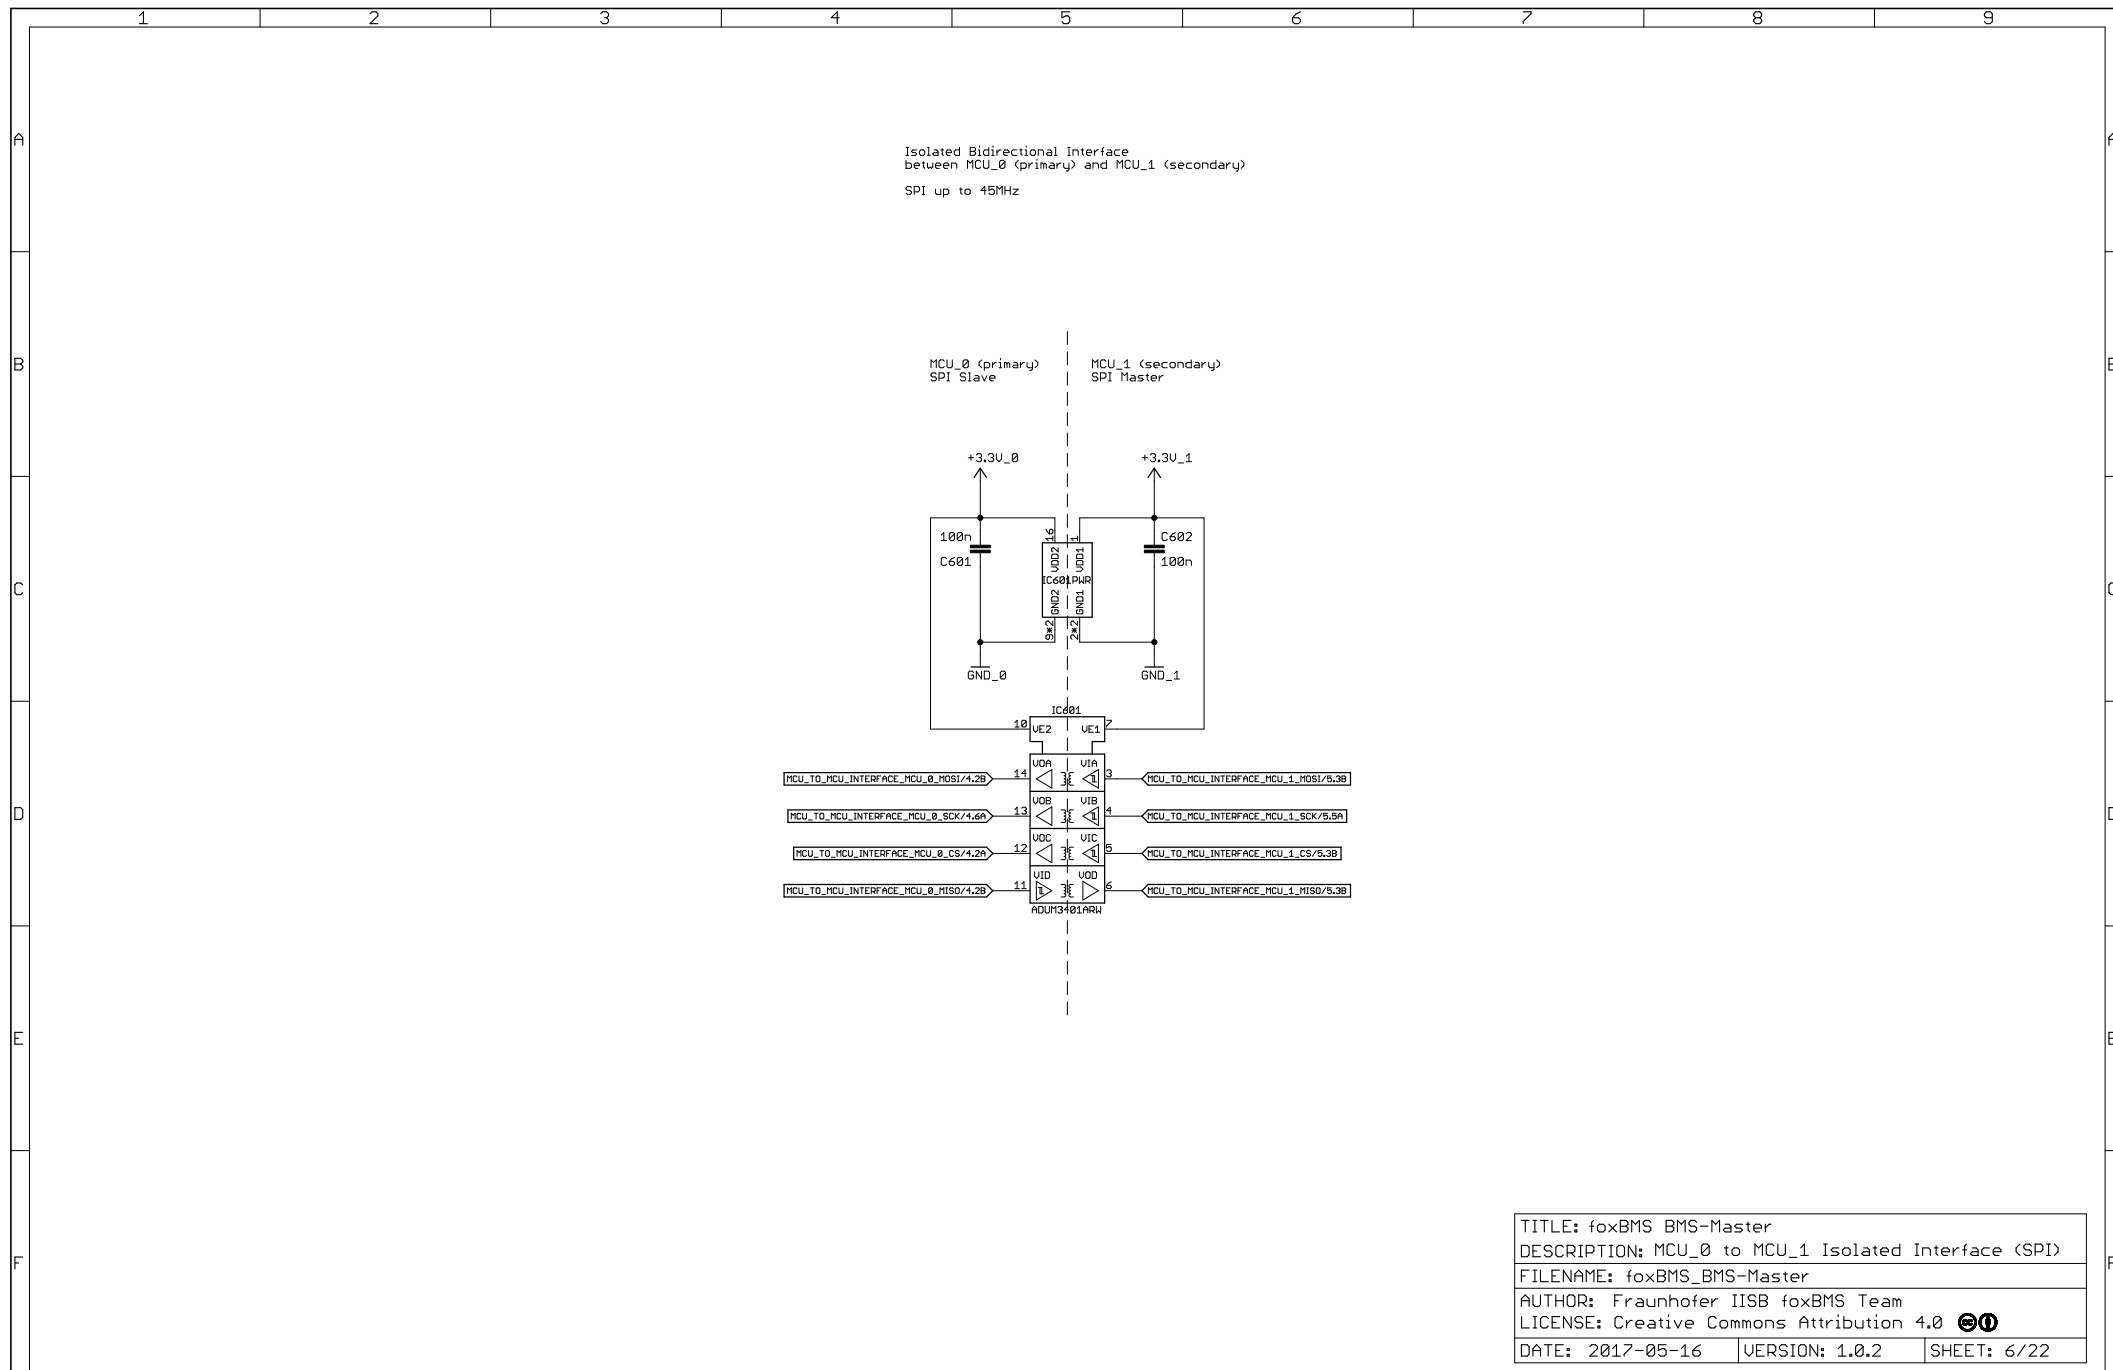 1 2 3 4 5 6 7 8 9
A A
Isolated Bidirectional Interface
between MCU_0 (primary) and MCU_1 (secondary)
SPI up to 45MHz
B B
MCU_0 (primary) MCU_1 (secondary)
SPI Slave SPI Master
+3.3V_0 +3.3V_1
16 1
100n C602
VDD2 VDD1
C601 100n
IC601PWR
C C
GND2 GND1
9*2 2*2
GND_0 GND_1
IC601
10 VE2 VE1 7
VOA VIA
MCU_TO_MCU_INTERFACE_MCU_0_MOSI/4.2B 14 3 MCU_TO_MCU_INTERFACE_MCU_1_MOSI/5.3B
VOB VIB
D D
MCU_TO_MCU_INTERFACE_MCU_0_SCK/4.6A 13 4 MCU_TO_MCU_INTERFACE_MCU_1_SCK/5.5A
VOC VIC
MCU_TO_MCU_INTERFACE_MCU_0_CS/4.2A 12 5 MCU_TO_MCU_INTERFACE_MCU_1_CS/5.3B
VID VOD
MCU_TO_MCU_INTERFACE_MCU_0_MISO/4.2B 11 6 MCU_TO_MCU_INTERFACE_MCU_1_MISO/5.3B
ADUM3401ARW
E E
F F
TITLE: foxBMS BMS-Master
DESCRIPTION: MCU_0 to MCU_1 Isolated Interface (SPI)
FILENAME: foxBMS_BMS-Master
AUTHOR: Fraunhofer IISB foxBMS Team
LICENSE: Creative Commons Attribution 4.0 cc
DATE: 2017-05-16 VERSION: 1.0.2 SHEET: 6/22